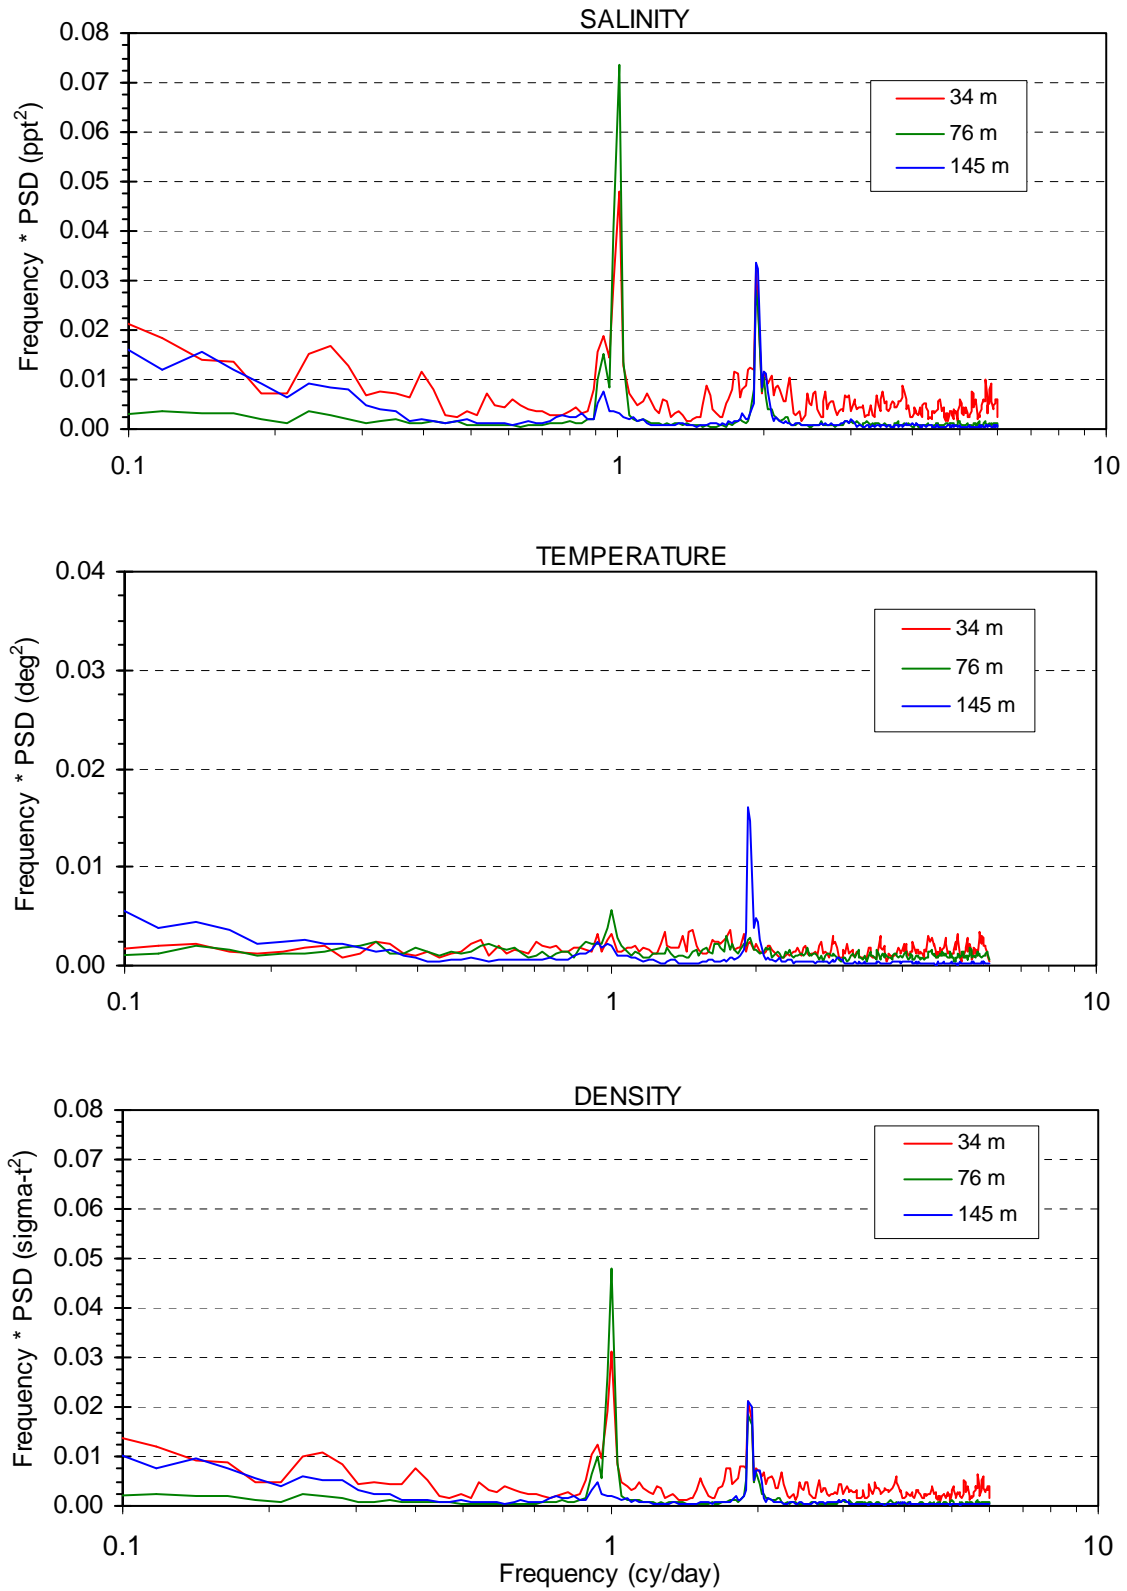 SALINITY
Frequency * PSD (ppt²)
0.08
0.07
0.06
0.05
0.04
0.03
0.02
0.01
0.00
0.1
1
10
34 m
76 m
145 m
TEMPERATURE
Frequency * PSD (deg²)
0.04
0.03
0.02
0.01
0.00
0.1
1
10
34 m
76 m
145 m
DENSITY
Frequency * PSD (sigma-t²)
0.08
0.07
0.06
0.05
0.04
0.03
0.02
0.01
0.00
0.1
1
10
34 m
76 m
145 m
Frequency (cy/day)